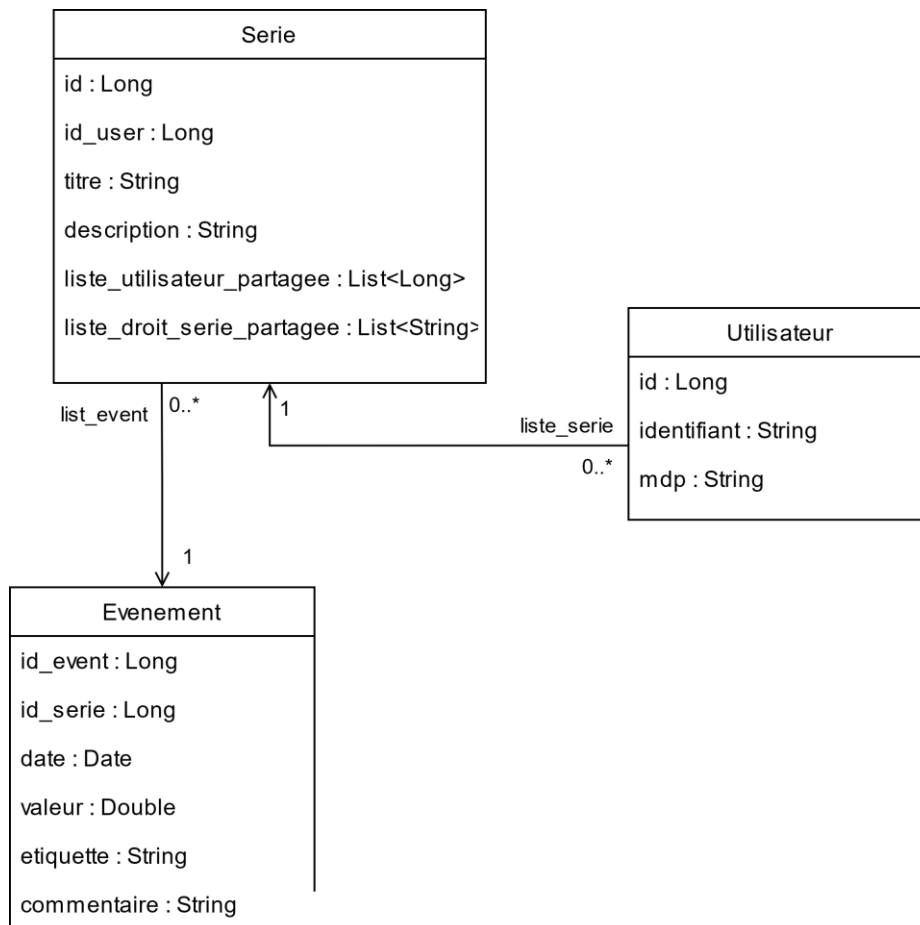 Serie
id : Long
id_user : Long
titre : String
description : String
liste_utilisateur_partagee : List<Long>
liste_droit_serie_partagee : List<String>
list_event
0..*
1
liste_serie
0..*
1
Utilisateur
id : Long
identifiant : String
mdp : String
Evenement
id_event : Long
id_serie : Long
date : Date
valeur : Double
etiquette : String
commentaire : String